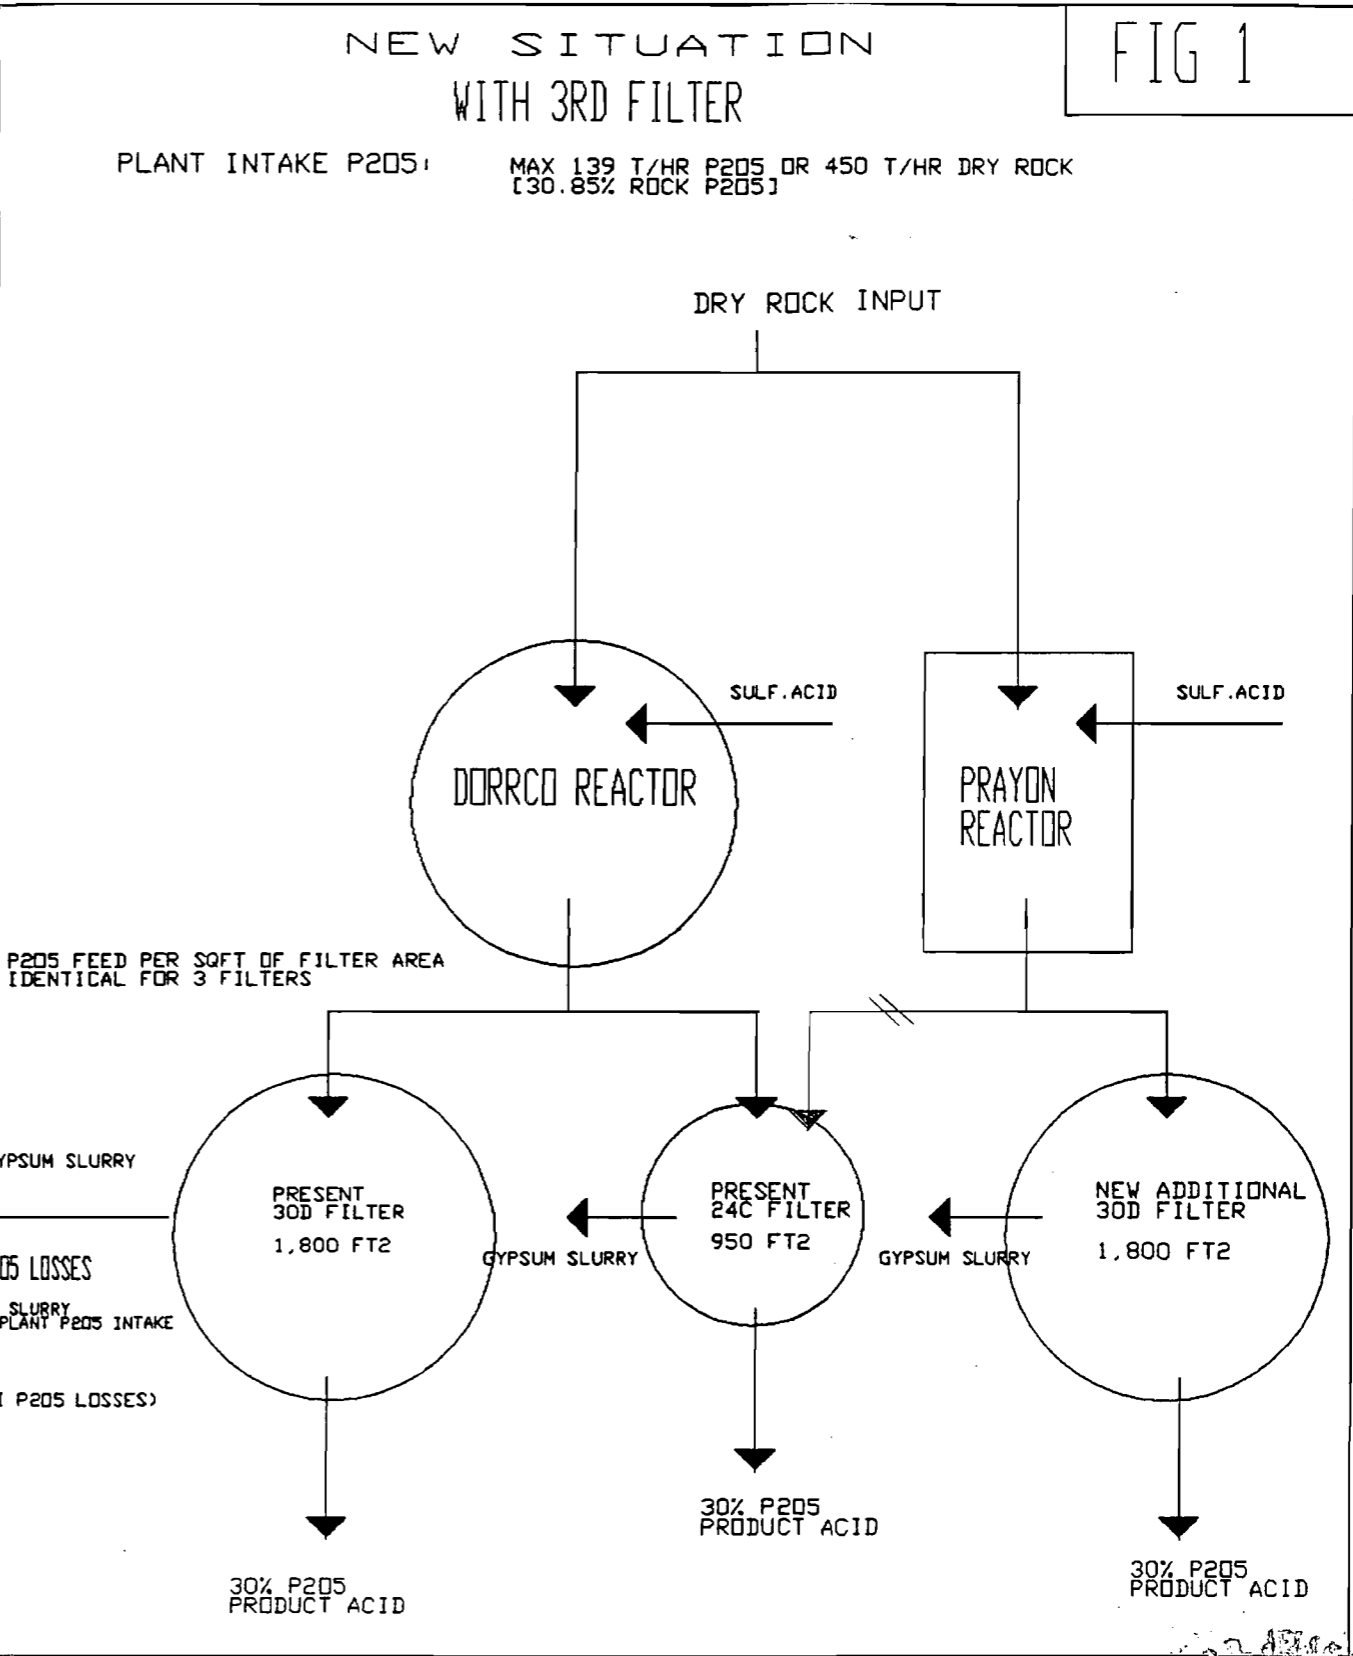 NEW SITUATION
WITH 3RD FILTER
FIG 1
PLANT INTAKE P2O5:
MAX 139 T/HR P2O5 OR 450 T/HR DRY ROCK
[30.85% ROCK P2O5]
DRY ROCK INPUT
SULF.ACID
SULF.ACID
DORRCO REACTOR
PRAYON
REACTOR
P2O5 FEED PER SQFT OF FILTER AREA
IDENTICAL FOR 3 FILTERS
YPSUM SLURRY
PRESENT
30D FILTER
1,800 FT2
PRESENT
24C FILTER
950 FT2
NEW ADDITIONAL
30D FILTER
1,800 FT2
GYPSUM SLURRY
GYPSUM SLURRY
O5 LOSSES
SLURRY
PLANT P2O5 INTAKE
P2O5 LOSSES)
30% P2O5
PRODUCT ACID
30% P2O5
PRODUCT ACID
30% P2O5
PRODUCT ACID